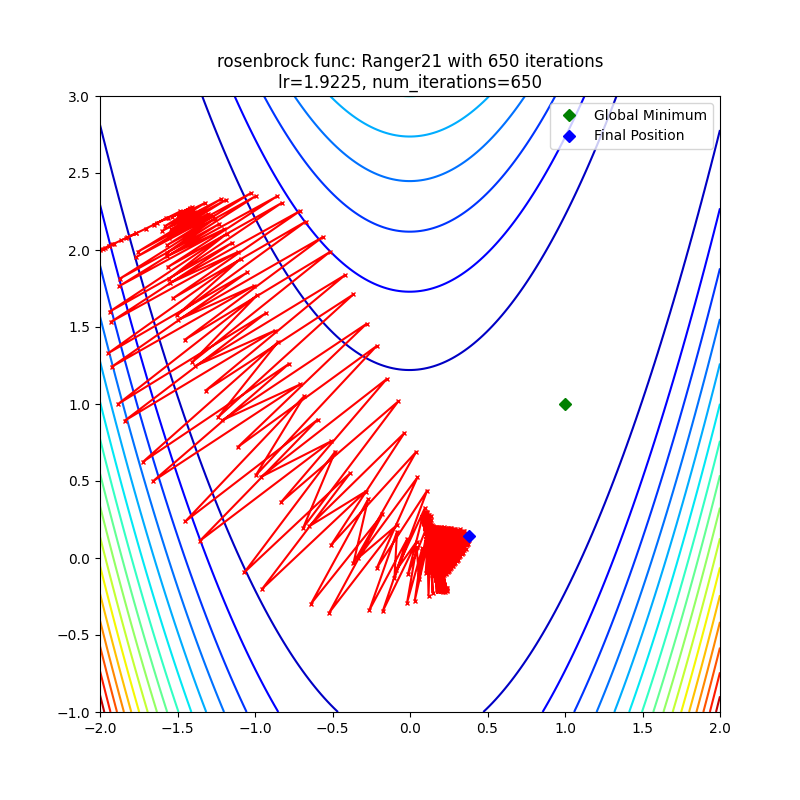 rosenbrock func: Ranger21 with 650 iterations
lr=1.9225, num_iterations=650
Global Minimum
Final Position
3.0
2.5
2.0
1.5
1.0
0.5
0.0
−0.5
−1.0
−2.0 −1.5 −1.0 −0.5 0.0 0.5 1.0 1.5 2.0